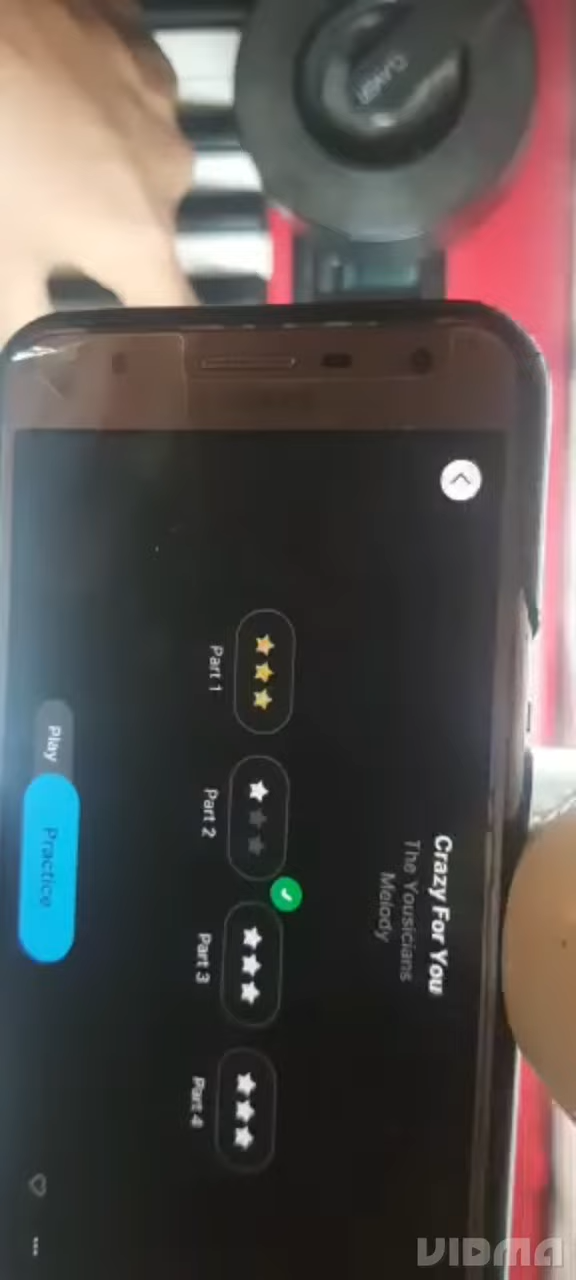 Crazy For You
The Yousicians
Melody
Part 1
Part 2
Part 3
Part 4
Play
Practice
VIDMA